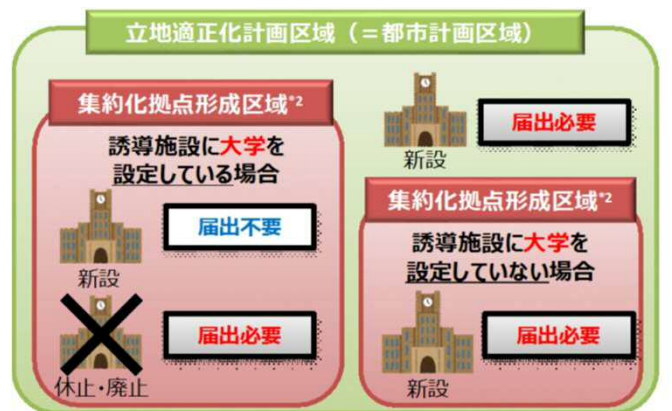 立地適正化計画区域（＝都市計画区域）
集約化拠点形成区域*2
誘導施設に大学を
設定している場合
新設
届出不要
休止・廃止
届出必要
新設
届出必要
集約化拠点形成区域*2
誘導施設に大学を
設定していない場合
新設
届出必要